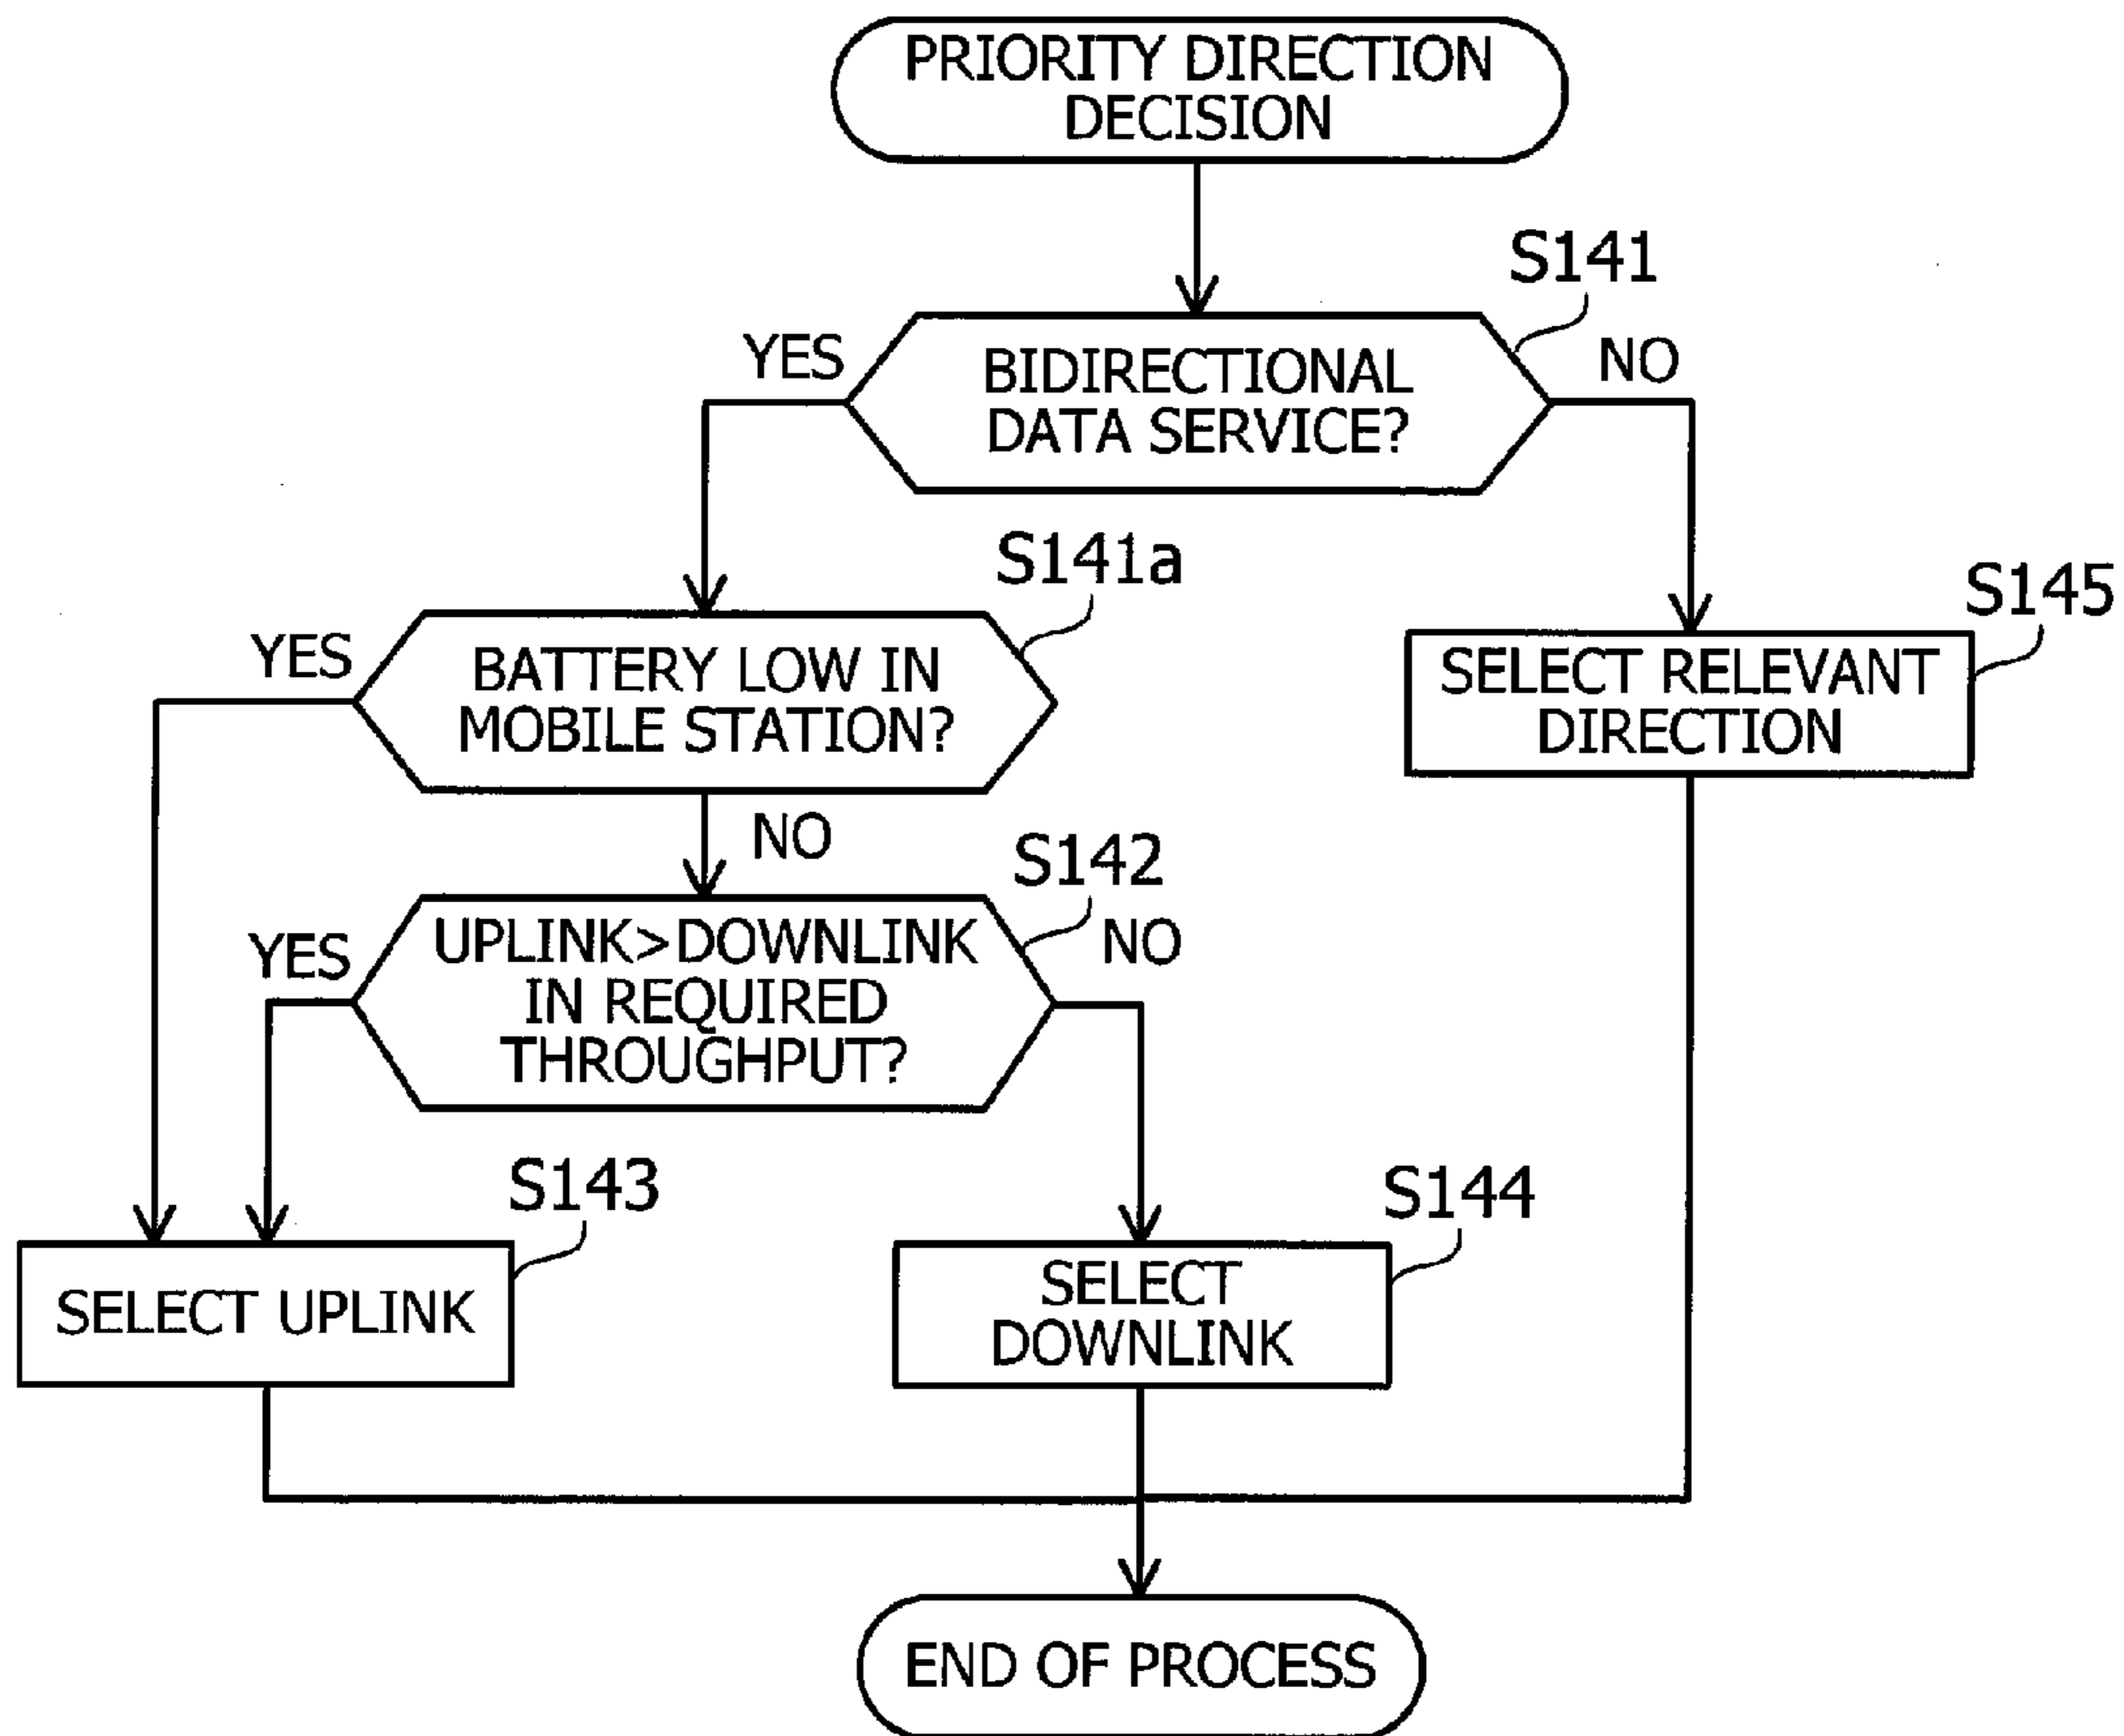 PRIORITY DIRECTION
DECISION
S141
YES
BIDIRECTIONAL
DATA SERVICE?
NO
S141a
YES
BATTERY LOW IN
MOBILE STATION?
S145
SELECT RELEVANT
DIRECTION
NO
S142
YES
UPLINK>DOWNLINK
IN REQUIRED
THROUGHPUT?
NO
S143
SELECT UPLINK
S144
SELECT
DOWNLINK
END OF PROCESS